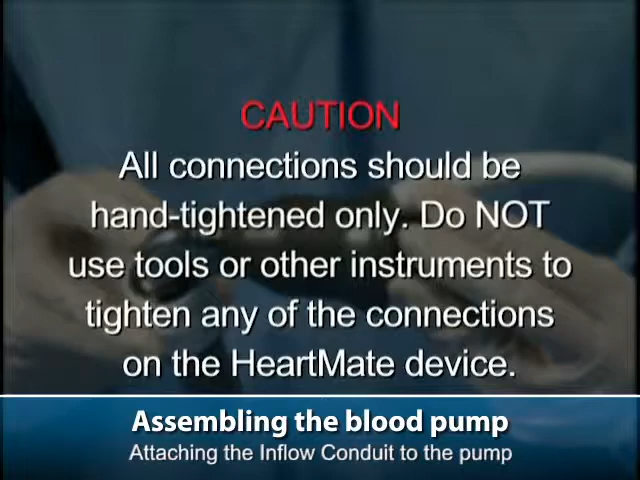 CAUTION
All connections should be
hand-tightened only. Do NOT
use tools or other instruments to
tighten any of the connections
on the HeartMate device.
Assembling the blood pump
Attaching the Inflow Conduit to the pump